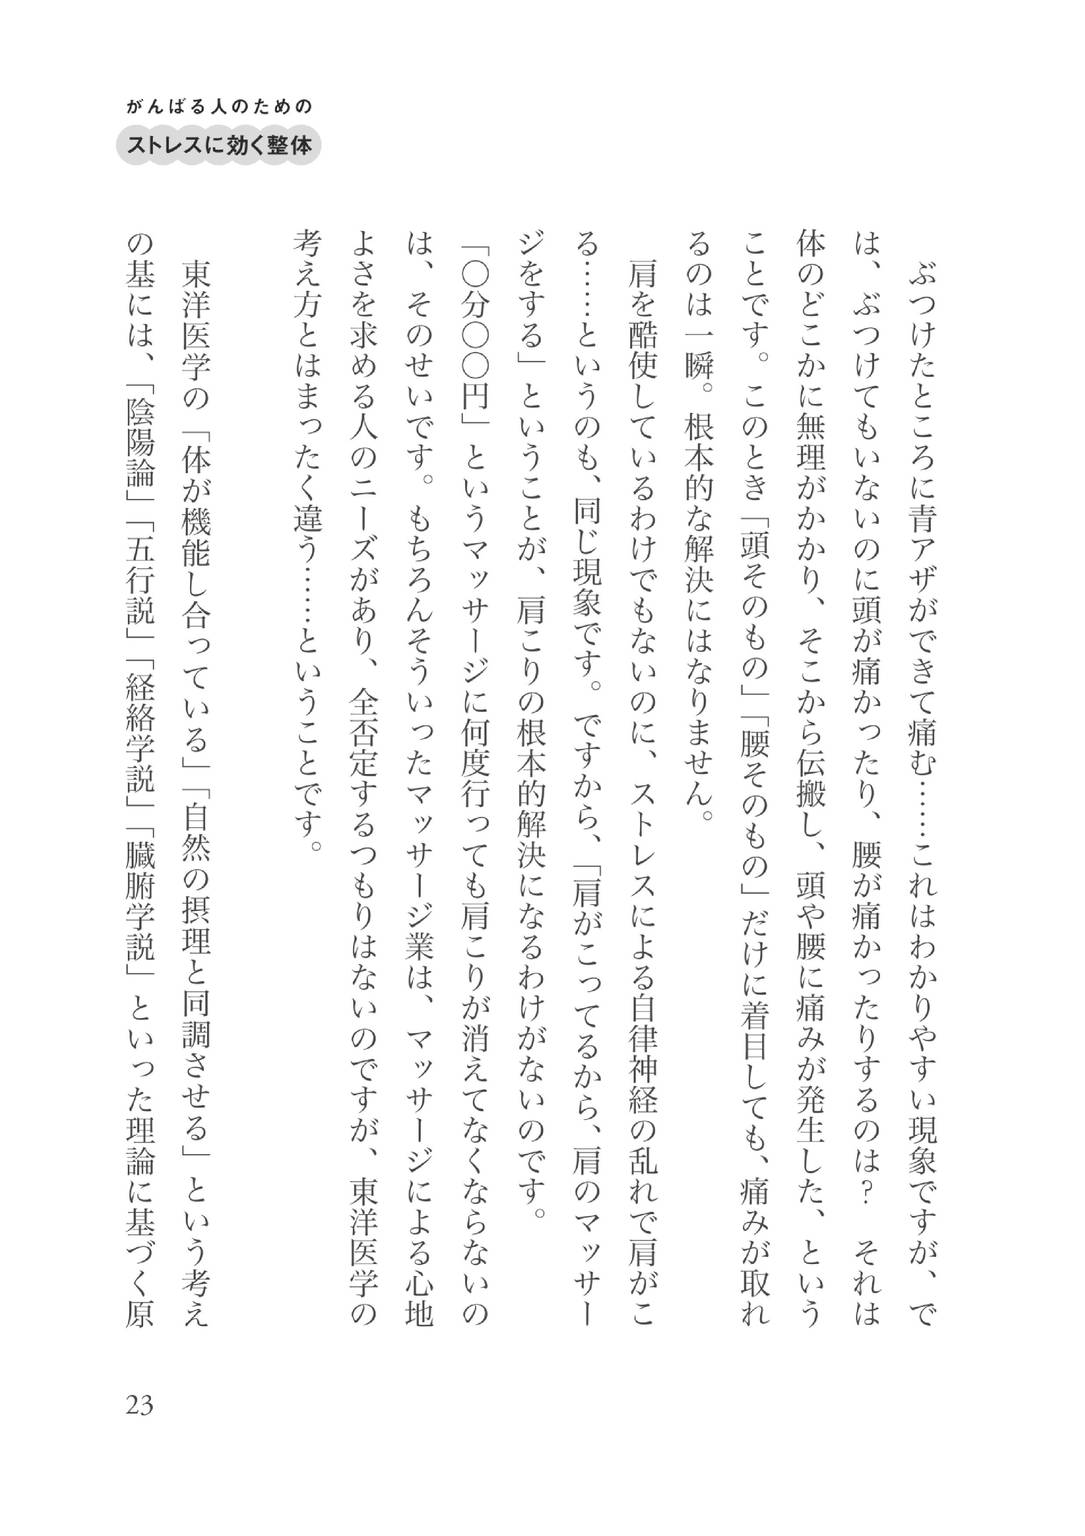 がんばる人のための
ストレスに効く整体
ぶつけたところに青アザができて痛む……これはわかりやすい現象ですが、で
は、ぶつけてもいないのに頭が痛かったり、腰が痛かったりするのは？　それは
体のどこかに無理がかかり、そこから伝搬し、頭や腰に痛みが発生した、という
ことです。このとき「頭そのもの」「腰そのもの」だけに着目しても、痛みが取れ
るのは一瞬。根本的な解決にはなりません。
肩を酷使しているわけでもないのに、ストレスによる自律神経の乱れで肩がこ
る……というのも、同じ現象です。ですから、「肩がこってるから、肩のマッサー
ジをする」ということが、肩こりの根本的解決になるわけがないのです。
「〇分〇〇円」というマッサージに何度行っても肩こりが消えてなくならないの
は、そのせいです。もちろんそういったマッサージ業は、マッサージによる心地
よさを求める人のニーズがあり、全否定するつもりはないのですが、東洋医学の
考え方とはまったく違う……ということです。
東洋医学の「体が機能し合っている」「自然の摂理と同調させる」という考え
の基には、「陰陽論」「五行説」「経絡学説」「臓腑学説」といった理論に基づく原
23